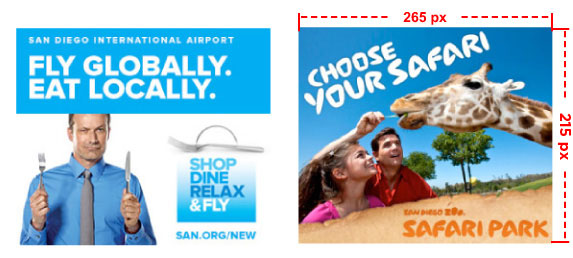 SAN DIEGO INTERNATIONAL AIRPORT
FLY GLOBALLY.
EAT LOCALLY.
SHOP
DINE
RELAX
& FLY
SAN.ORG/NEW
265 px
CHOOSE
YOUR SAFARI
SAN DIEGO ZOO.
SAFARI PARK
215 px